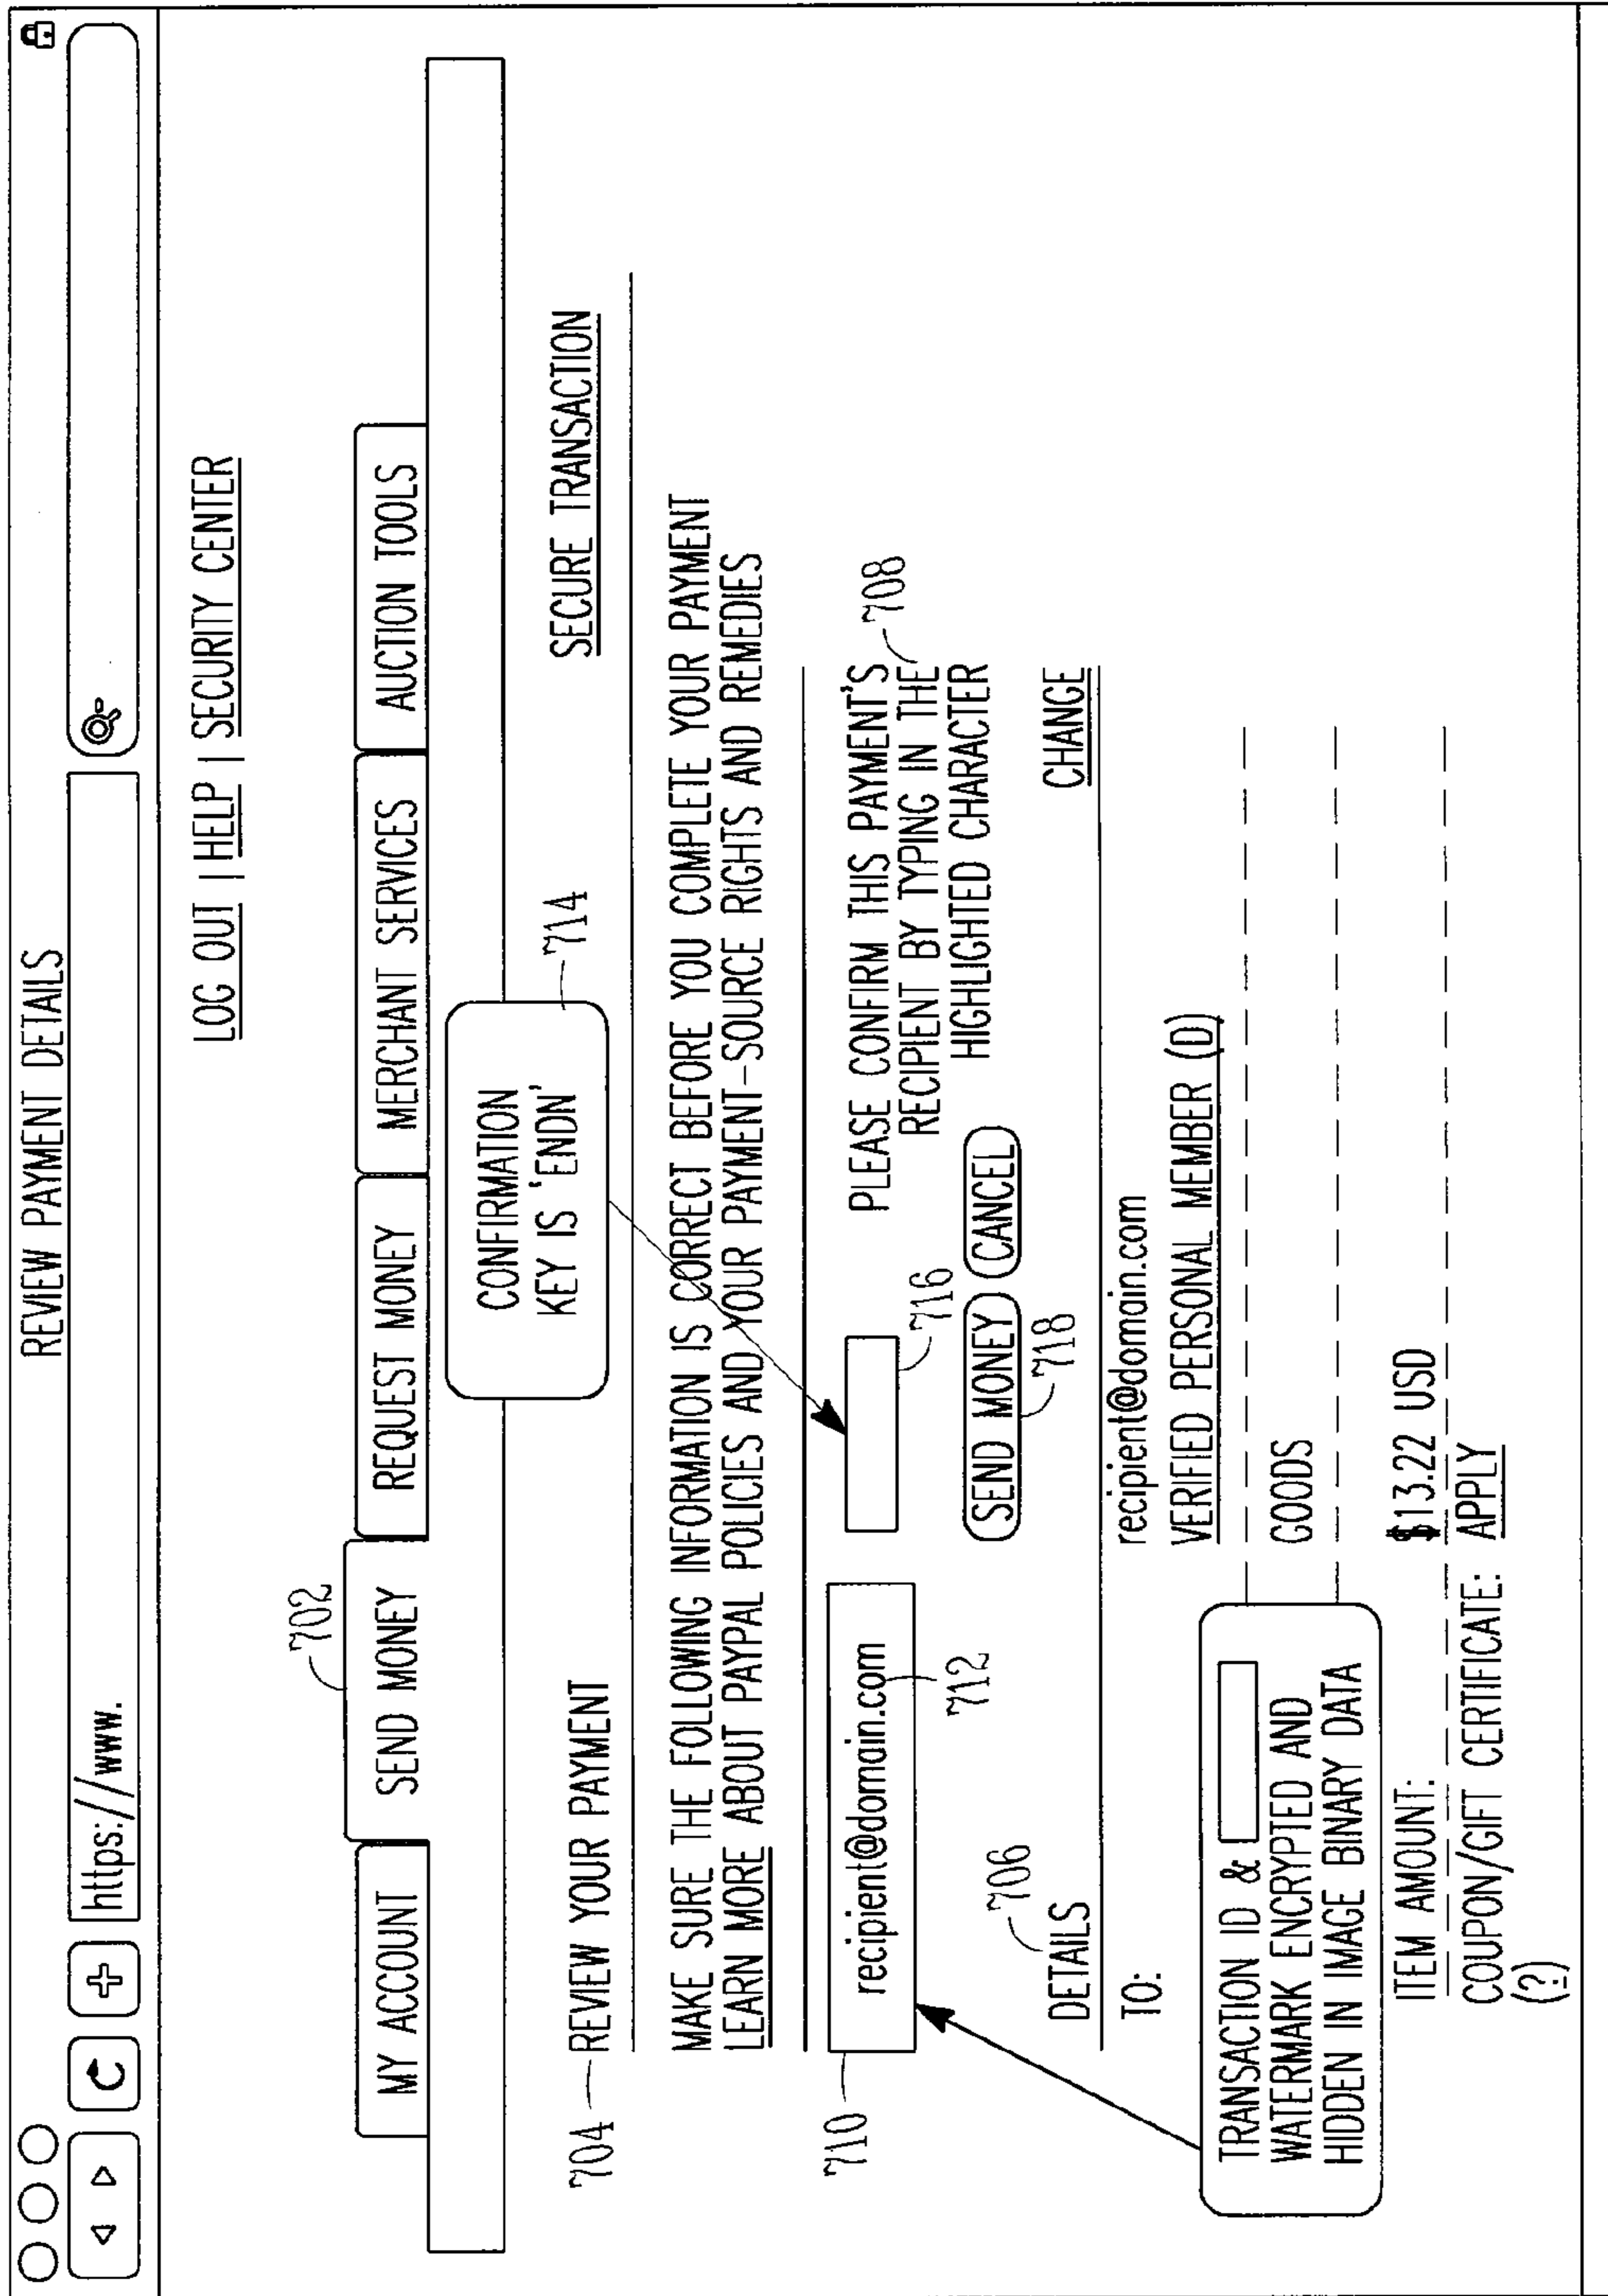 REVIEW PAYMENT DETAILS
https://www.
LOG OUT | HELP | SECURITY CENTER
702
MY ACCOUNT
SEND MONEY
REQUEST MONEY
MERCHANT SERVICES
AUCTION TOOLS
CONFIRMATION
KEY IS 'ENDN'
714
704
REVIEW YOUR PAYMENT
SECURE TRANSACTION
MAKE SURE THE FOLLOWING INFORMATION IS CORRECT BEFORE YOU COMPLETE YOUR PAYMENT
LEARN MORE ABOUT PAYPAL POLICIES AND YOUR PAYMENT-SOURCE RIGHTS AND REMEDIES
710
recipient@domain.com
712
716
PLEASE CONFIRM THIS PAYMENT'S
RECIPIENT BY TYPING IN THE
HIGHLIGHTED CHARACTER
708
SEND MONEY
CANCEL
718
706
DETAILS
CHANGE
TO:
recipient@domain.com
VERIFIED PERSONAL MEMBER (D)
TRANSACTION ID &
WATERMARK ENCRYPTED AND
HIDDEN IN IMAGE BINARY DATA
GOODS
ITEM AMOUNT:
$13.22 USD
COUPON/GIFT CERTIFICATE: APPLY
(?)